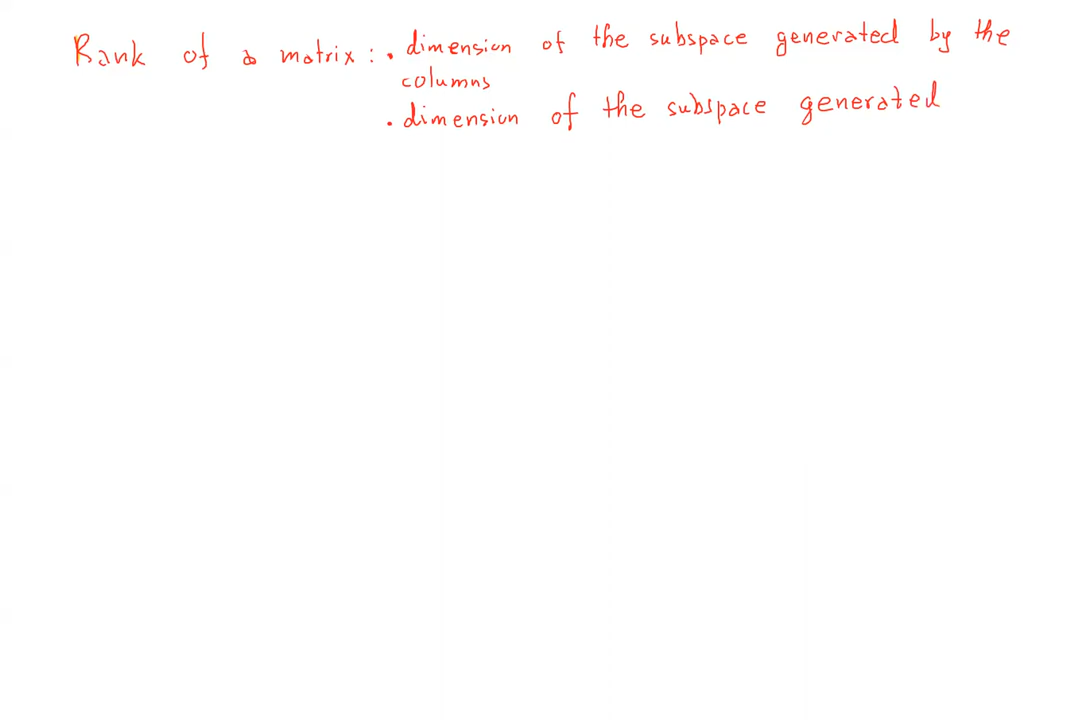 Rank of a matrix : . dimension of the subspace generated by the
columns
. dimension of the subspace generated